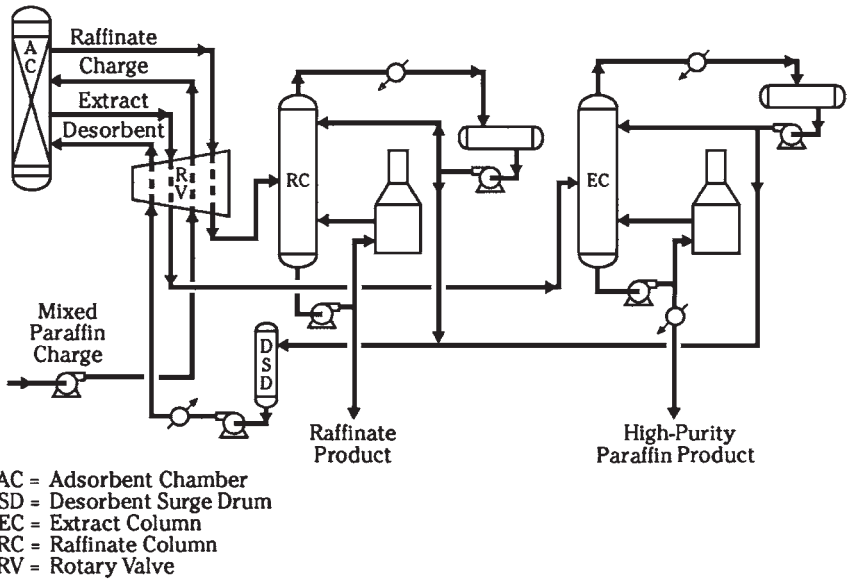 A
C
Raffinate
Charge
Extract
Desorbent
R
V
RC
EC
Mixed
Paraffin
Charge
D
S
D
Raffinate
Product
High-Purity
Paraffin Product
AC = Adsorbent Chamber
SD = Desorbent Surge Drum
EC = Extract Column
RC = Raffinate Column
RV = Rotary Valve